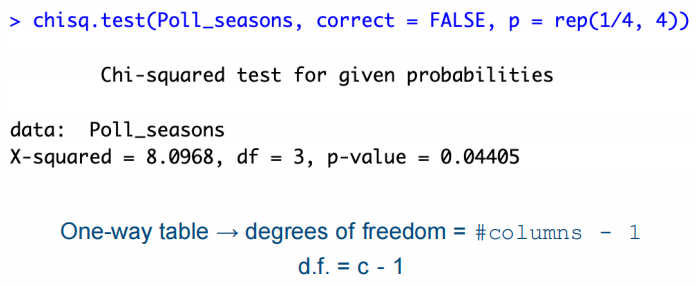 > chisq.test(Poll_seasons, correct = FALSE, p = rep(1/4, 4))
Chi-squared test for given probabilities
data:  Poll_seasons
X-squared = 8.0968, df = 3, p-value = 0.04405
One-way table → degrees of freedom = #columns - 1
d.f. = c - 1